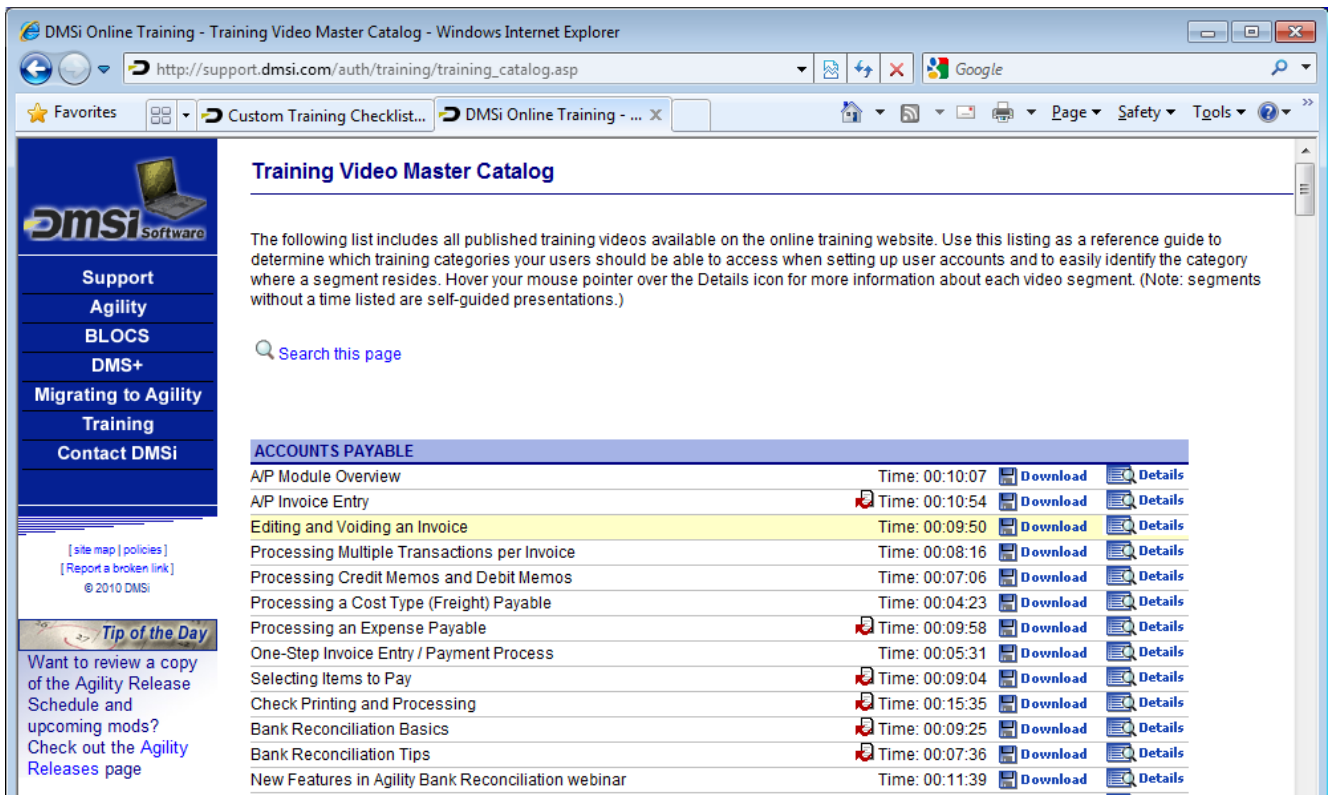 DMSi Online Training - Training Video Master Catalog - Windows Internet Explorer
http://support.dmsi.com/auth/training/training_catalog.asp
Google
Favorites
Custom Training Checklist...
DMSi Online Training - ...
Page
Safety
Tools
DMSi Software
Support
Agility
BLOCS
DMS+
Migrating to Agility
Training
Contact DMSi
[ site map | policies ]
[ Report a broken link ]
© 2010 DMSi
Tip of the Day
Want to review a copy
of the Agility Release
Schedule and
upcoming mods?
Check out the Agility
Releases page
Training Video Master Catalog
The following list includes all published training videos available on the online training website. Use this listing as a reference guide to
determine which training categories your users should be able to access when setting up user accounts and to easily identify the category
where a segment resides. Hover your mouse pointer over the Details icon for more information about each video segment. (Note: segments
without a time listed are self-guided presentations.)
Search this page
ACCOUNTS PAYABLE
A/P Module Overview Time: 00:10:07 Download Details
A/P Invoice Entry Time: 00:10:54 Download Details
Editing and Voiding an Invoice Time: 00:09:50 Download Details
Processing Multiple Transactions per Invoice Time: 00:08:16 Download Details
Processing Credit Memos and Debit Memos Time: 00:07:06 Download Details
Processing a Cost Type (Freight) Payable Time: 00:04:23 Download Details
Processing an Expense Payable Time: 00:09:58 Download Details
One-Step Invoice Entry / Payment Process Time: 00:05:31 Download Details
Selecting Items to Pay Time: 00:09:04 Download Details
Check Printing and Processing Time: 00:15:35 Download Details
Bank Reconciliation Basics Time: 00:09:25 Download Details
Bank Reconciliation Tips Time: 00:07:36 Download Details
New Features in Agility Bank Reconciliation webinar Time: 00:11:39 Download Details